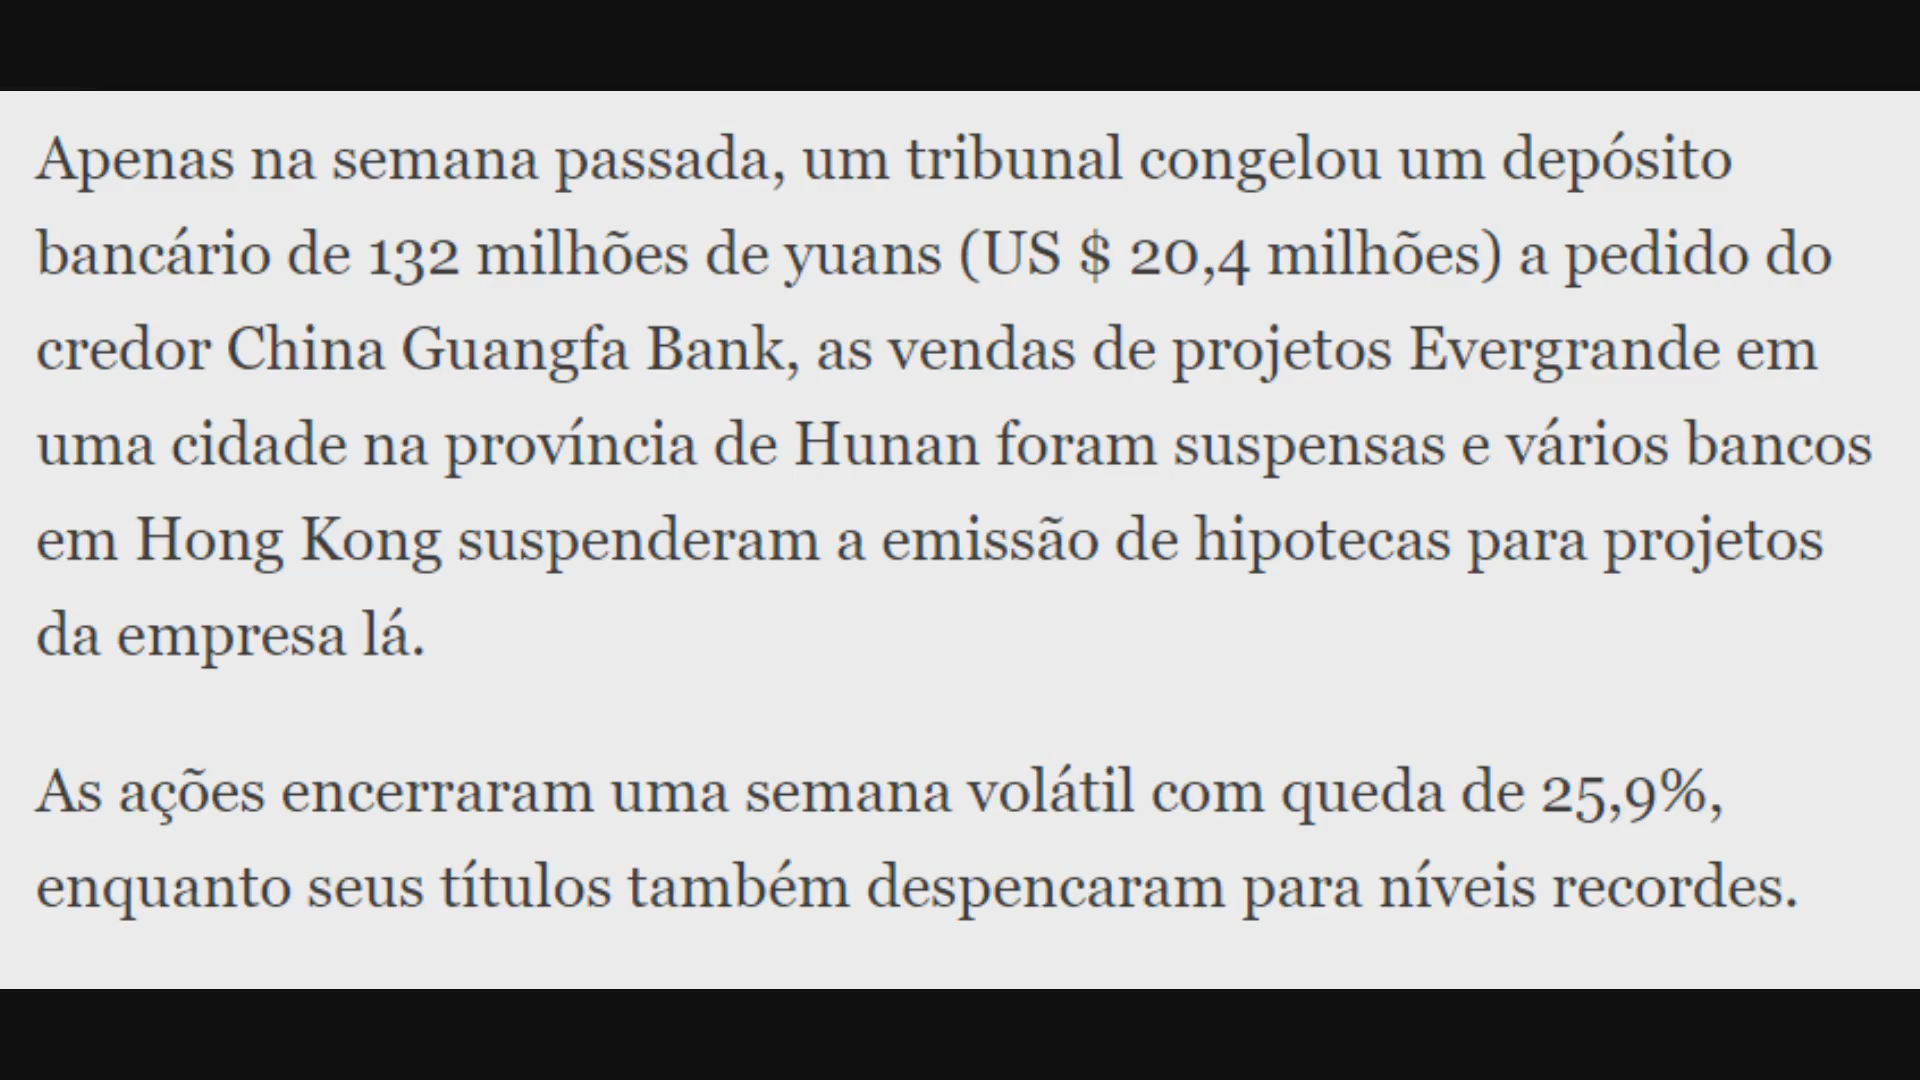 Apenas na semana passada, um tribunal congelou um depósito
bancário de 132 milhões de yuans (US $ 20,4 milhões) a pedido do
credor China Guangfa Bank, as vendas de projetos Evergrande em
uma cidade na província de Hunan foram suspensas e vários bancos
em Hong Kong suspenderam a emissão de hipotecas para projetos
da empresa lá.
As ações encerraram uma semana volátil com queda de 25,9%,
enquanto seus títulos também despencaram para níveis recordes.